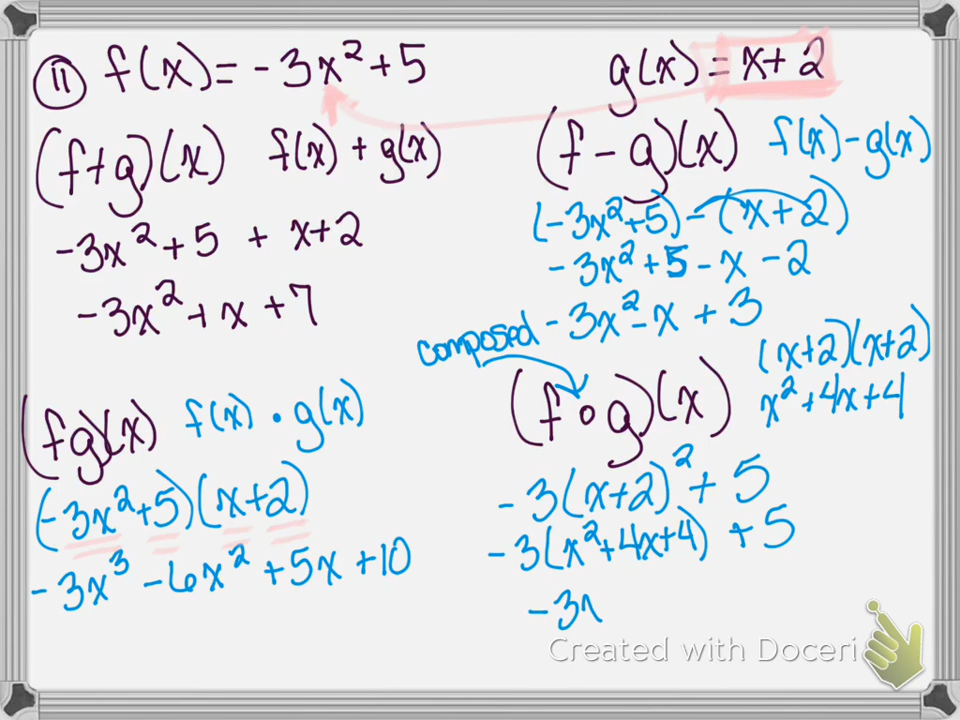 11 f(x) = -3x² + 5
g(x) = x + 2
(f+g)(x) f(x) + g(x)
-3x² + 5 + x + 2
-3x² + x + 7
(f - g)(x) f(x) - g(x)
(-3x² + 5) - (x + 2)
-3x² + 5 - x - 2
-3x² - x + 3
(fg)(x) f(x) · g(x)
(-3x² + 5)(x + 2)
-3x³ - 6x² + 5x + 10
composed
(f ∘ g)(x)
(x+2)(x+2)
x² + 4x + 4
-3(x+2)² + 5
-3(x² + 4x + 4) + 5
-3x
Created with Doceri